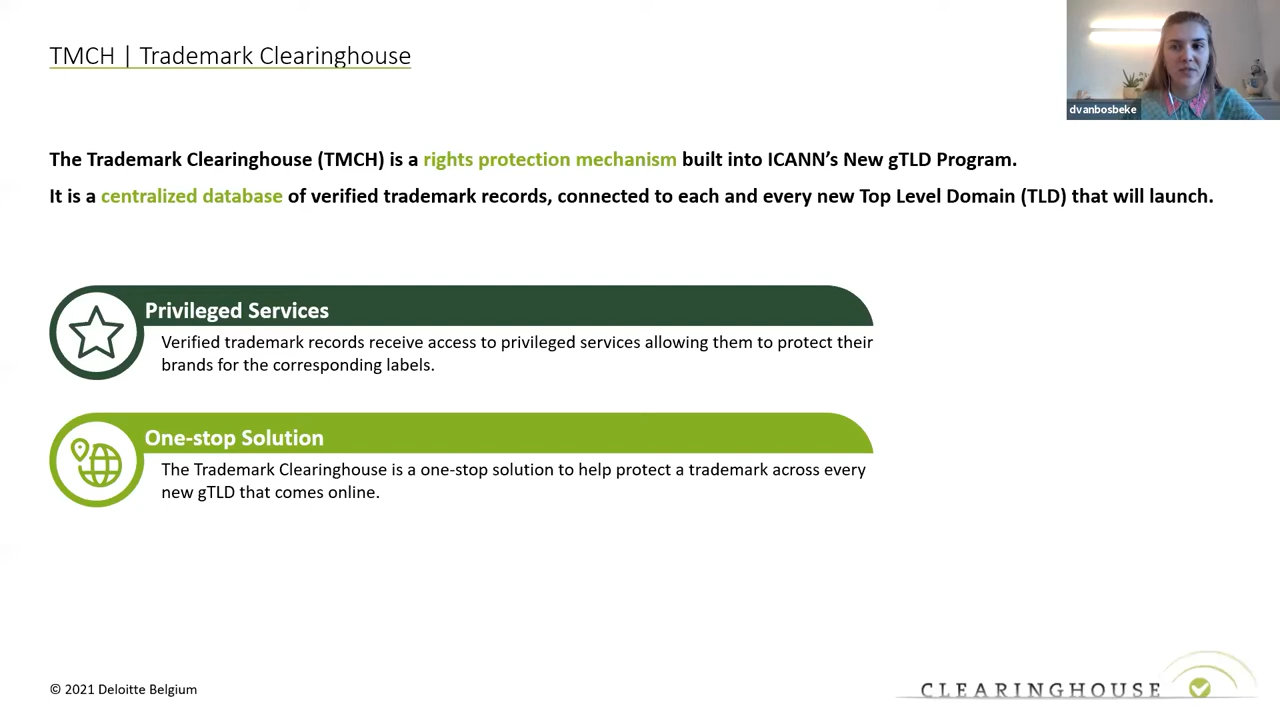 TMCH | Trademark Clearinghouse
dvanbosbeke
The Trademark Clearinghouse (TMCH) is a rights protection mechanism built into ICANN’s New gTLD Program.
It is a centralized database of verified trademark records, connected to each and every new Top Level Domain (TLD) that will launch.
Privileged Services
Verified trademark records receive access to privileged services allowing them to protect their
brands for the corresponding labels.
One-stop Solution
The Trademark Clearinghouse is a one-stop solution to help protect a trademark across every
new gTLD that comes online.
© 2021 Deloitte Belgium
CLEARINGHOUSE